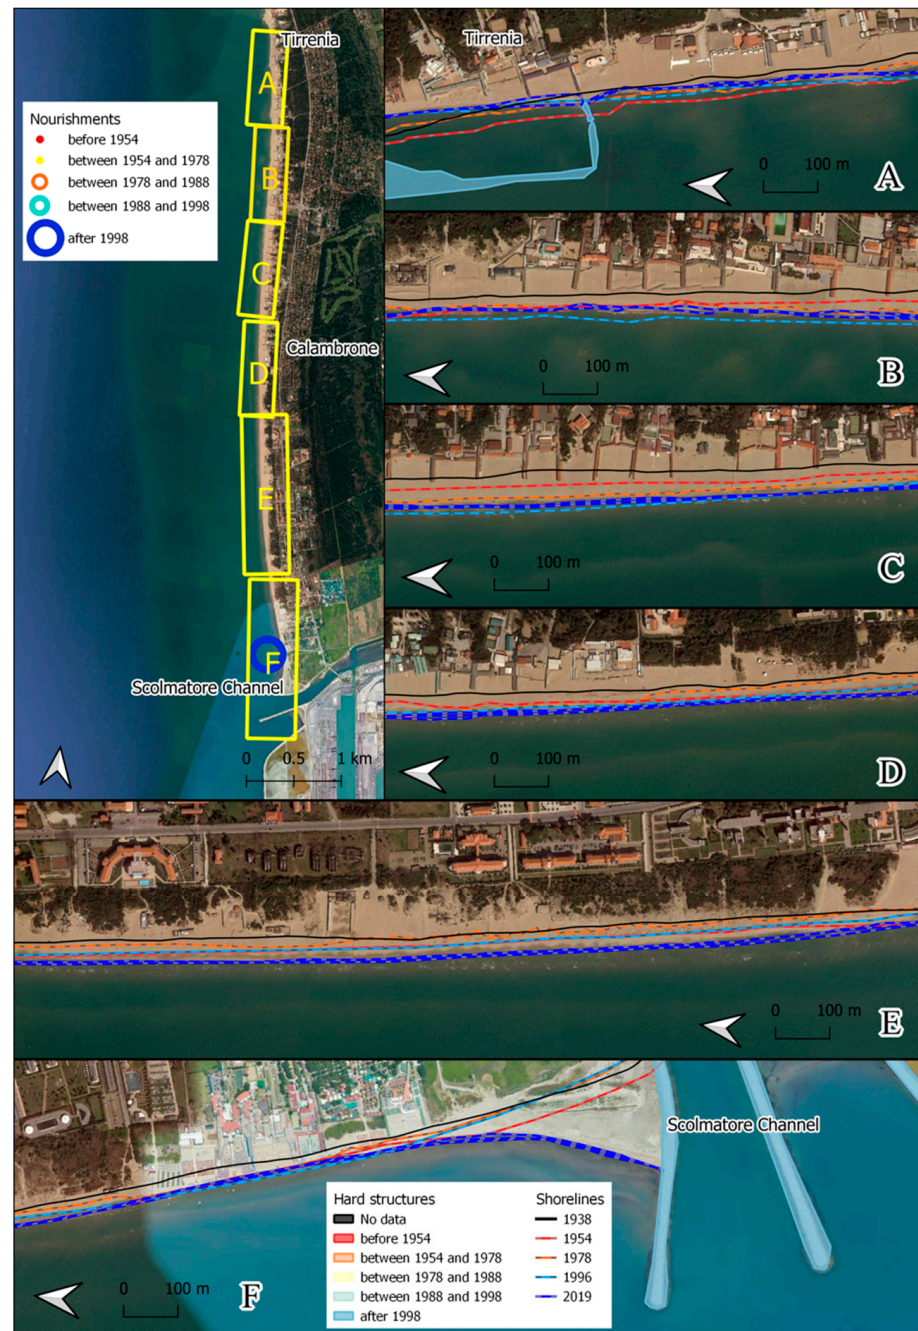 Tirrenia
A
Nourishments
before 1954
between 1954 and 1978
between 1978 and 1988
between 1988 and 1998
after 1998
B
C
Calambrone
D
E
F
Scolmatore Channel
0 0.5 1 km
Tirrenia
0 100 m
A
0 100 m
B
0 100 m
C
0 100 m
D
0 100 m
E
Scolmatore Channel
0 100 m
F
Hard structures
No data
before 1954
between 1954 and 1978
between 1978 and 1988
between 1988 and 1998
after 1998
Shorelines
1938
1954
1978
1996
2019